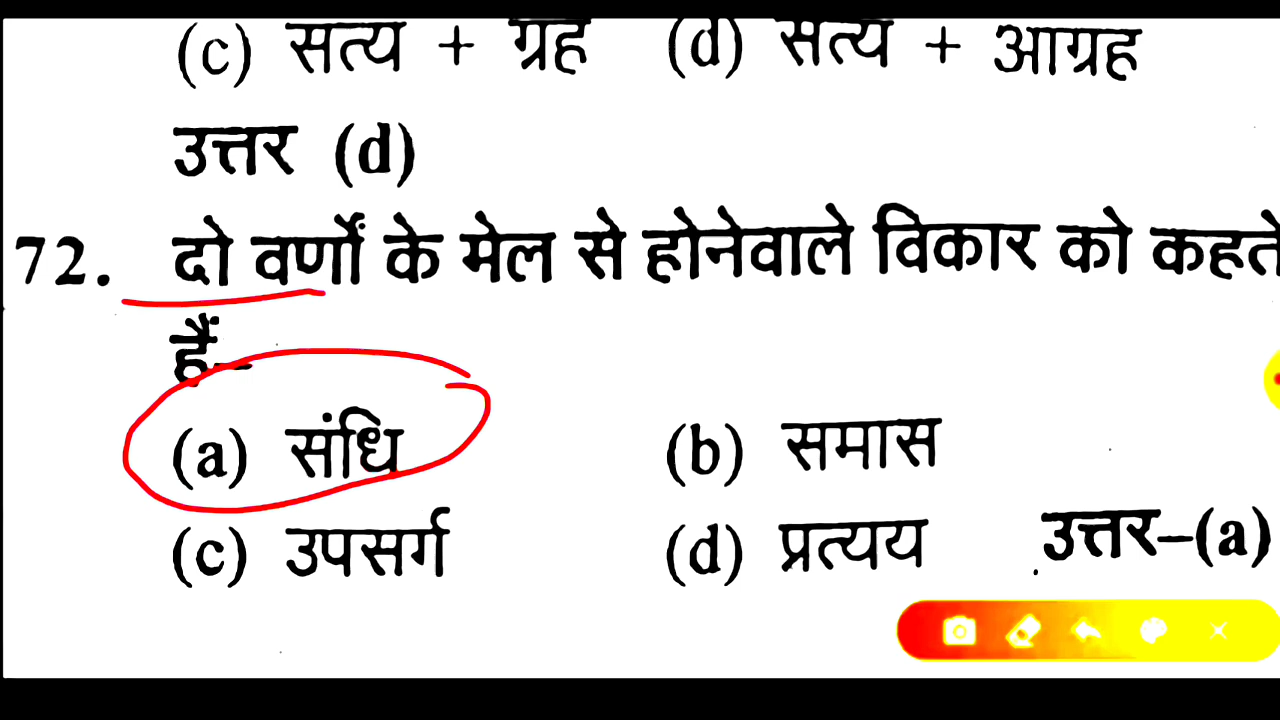 (c) सत्य + ग्रह (d) सत्य + आग्रह
उत्तर (d)
72. दो वर्णों के मेल से होनेवाले विकार को कहते
हैं–
(a) संधि (b) समास
(c) उपसर्ग (d) प्रत्यय उत्तर–(a)